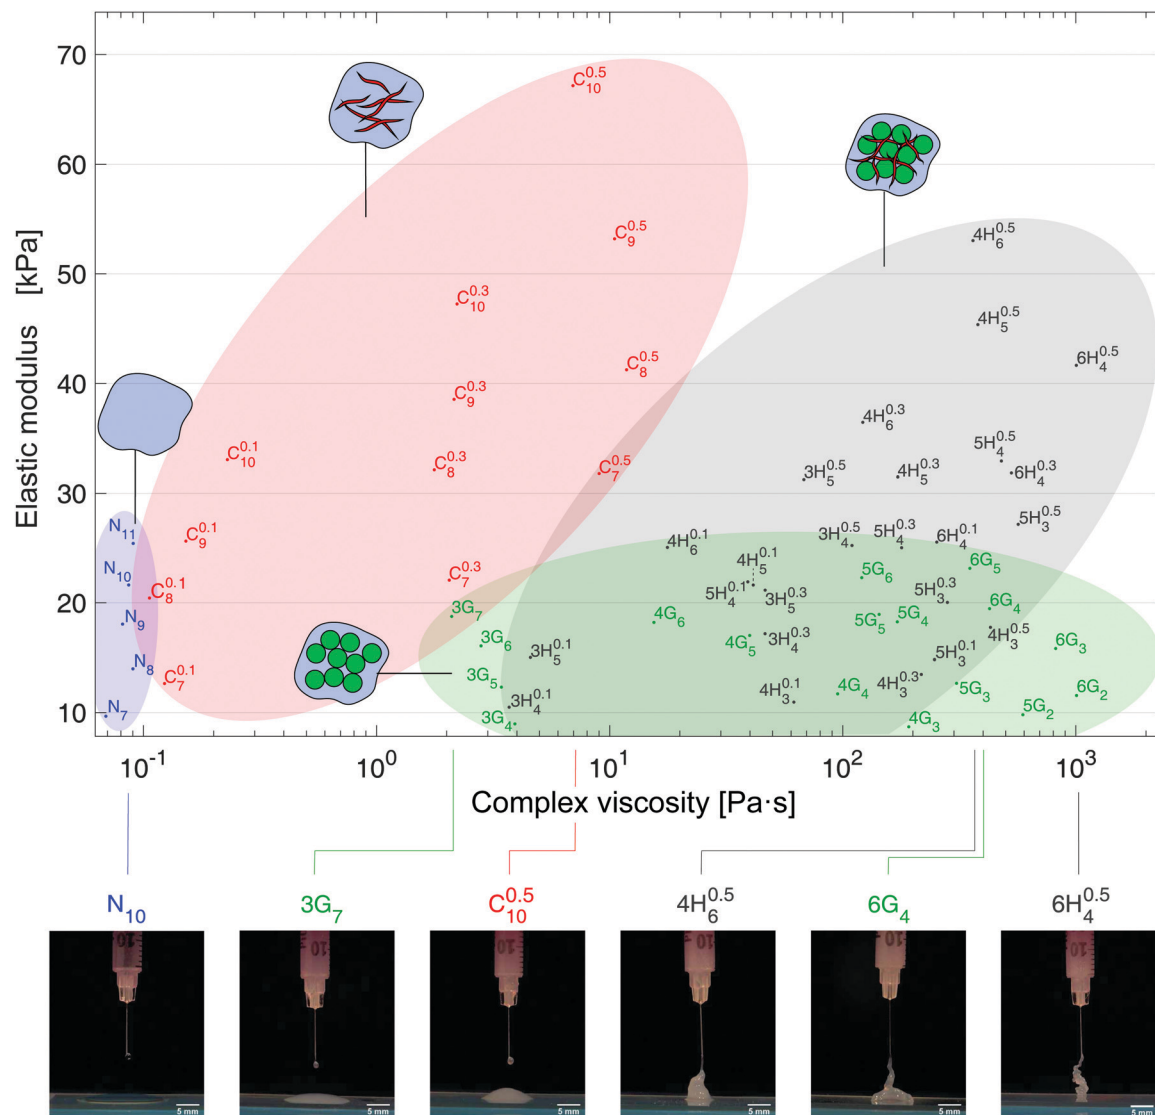 70
60
50
40
30
20
10
Elastic modulus [kPa]
C₁₀^0.5
C₉^0.5
C₁₀^0.3
C₈^0.5
C₉^0.3
C₁₀^0.1
C₈^0.3
C₇^0.5
C₉^0.1
C₇^0.3
C₈^0.1
C₇^0.1
N₁₁
N₁₀
N₉
N₈
N₇
4H₆^0.5
4H₅^0.5
6H₄^0.5
4H₆^0.3
5H₄^0.5
3H₅^0.5
4H₅^0.3
6H₄^0.3
5H₃^0.5
4H₆^0.1
3H₄^0.5
5H₄^0.3
6H₄^0.1
4H₅^0.1
5H₄^0.1
3H₅^0.3
5H₃^0.3
3H₄^0.3
4H₃^0.5
3H₅^0.1
5H₃^0.1
4H₃^0.3
4H₃^0.1
3H₄^0.1
6G₅
5G₆
3G₇
4G₆
5G₅
5G₄
6G₄
3G₆
4G₅
6G₃
3G₅
4G₄
5G₃
6G₂
3G₄
4G₃
5G₂
10⁻¹
10⁰
10¹
10²
10³
Complex viscosity [Pa·s]
N₁₀
3G₇
C₁₀^0.5
4H₆^0.5
6G₄
6H₄^0.5
10
10
10
10
10
10
5 mm
5 mm
5 mm
5 mm
5 mm
5 mm